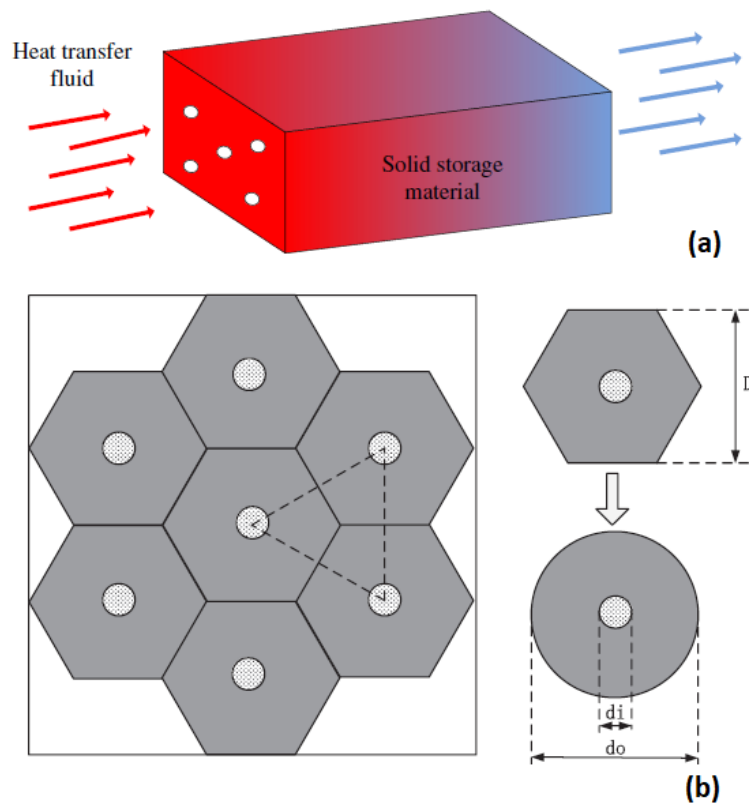 Heat transfer
fluid
Solid storage
material
(a)
D
di
do
(b)